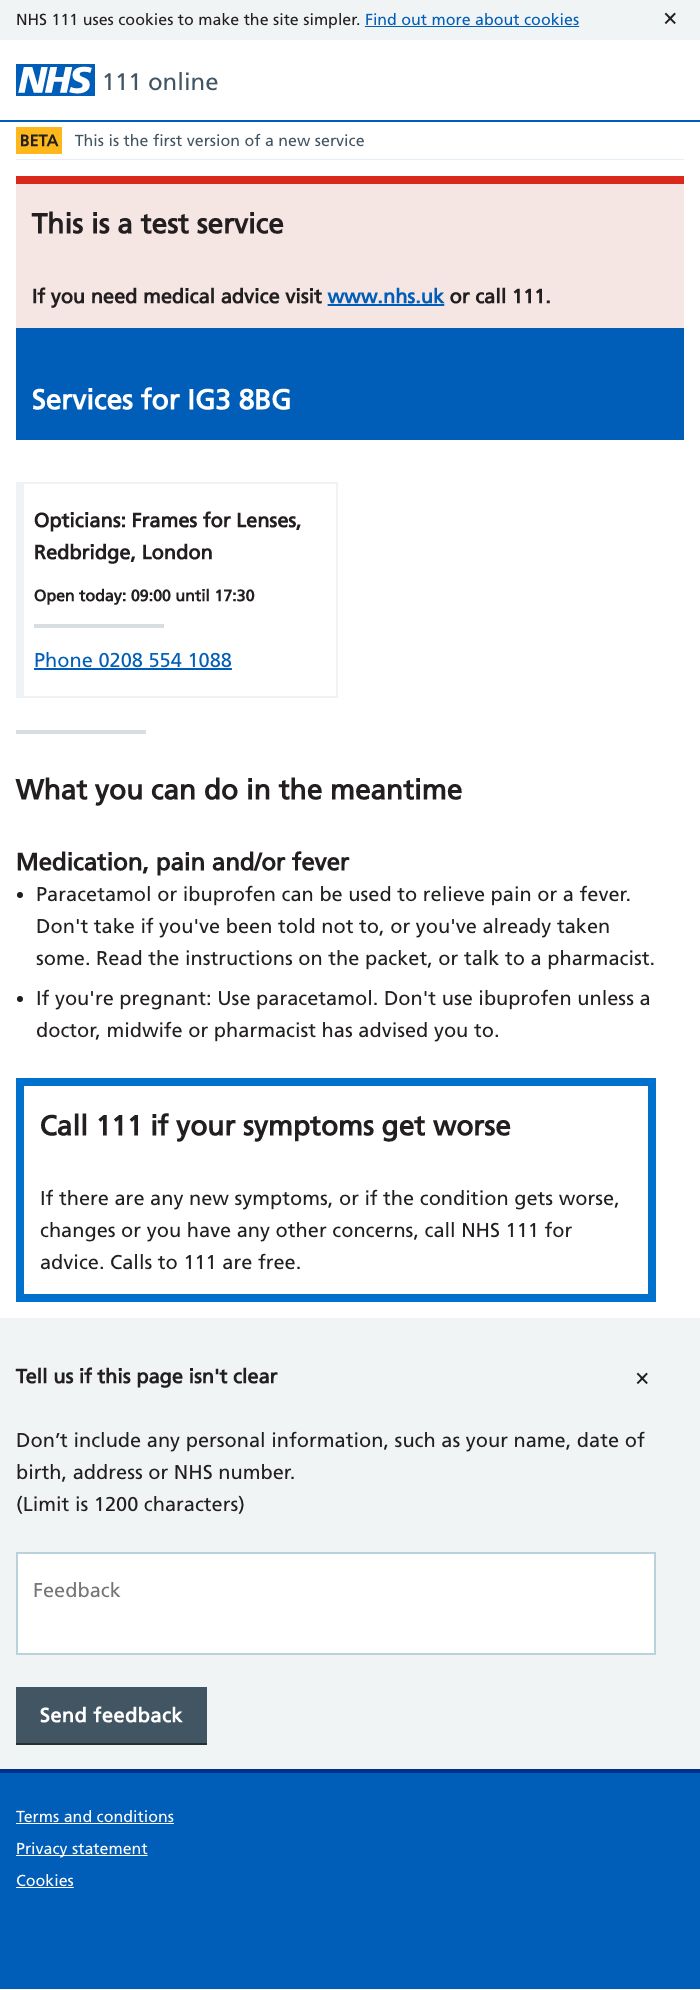 NHS 111 uses cookies to make the site simpler. Find out more about cookies ✕
NHS 111 online
BETA This is the first version of a new service
This is a test service
If you need medical advice visit www.nhs.uk or call 111.
Services for IG3 8BG
Opticians: Frames for Lenses,
Redbridge, London
Open today: 09:00 until 17:30
Phone 0208 554 1088
What you can do in the meantime
Medication, pain and/or fever
• Paracetamol or ibuprofen can be used to relieve pain or a fever.
Don't take if you've been told not to, or you've already taken
some. Read the instructions on the packet, or talk to a pharmacist.
• If you're pregnant: Use paracetamol. Don't use ibuprofen unless a
doctor, midwife or pharmacist has advised you to.
Call 111 if your symptoms get worse
If there are any new symptoms, or if the condition gets worse,
changes or you have any other concerns, call NHS 111 for
advice. Calls to 111 are free.
Tell us if this page isn't clear ✕
Don’t include any personal information, such as your name, date of
birth, address or NHS number.
(Limit is 1200 characters)
Feedback
Send feedback
Terms and conditions
Privacy statement
Cookies